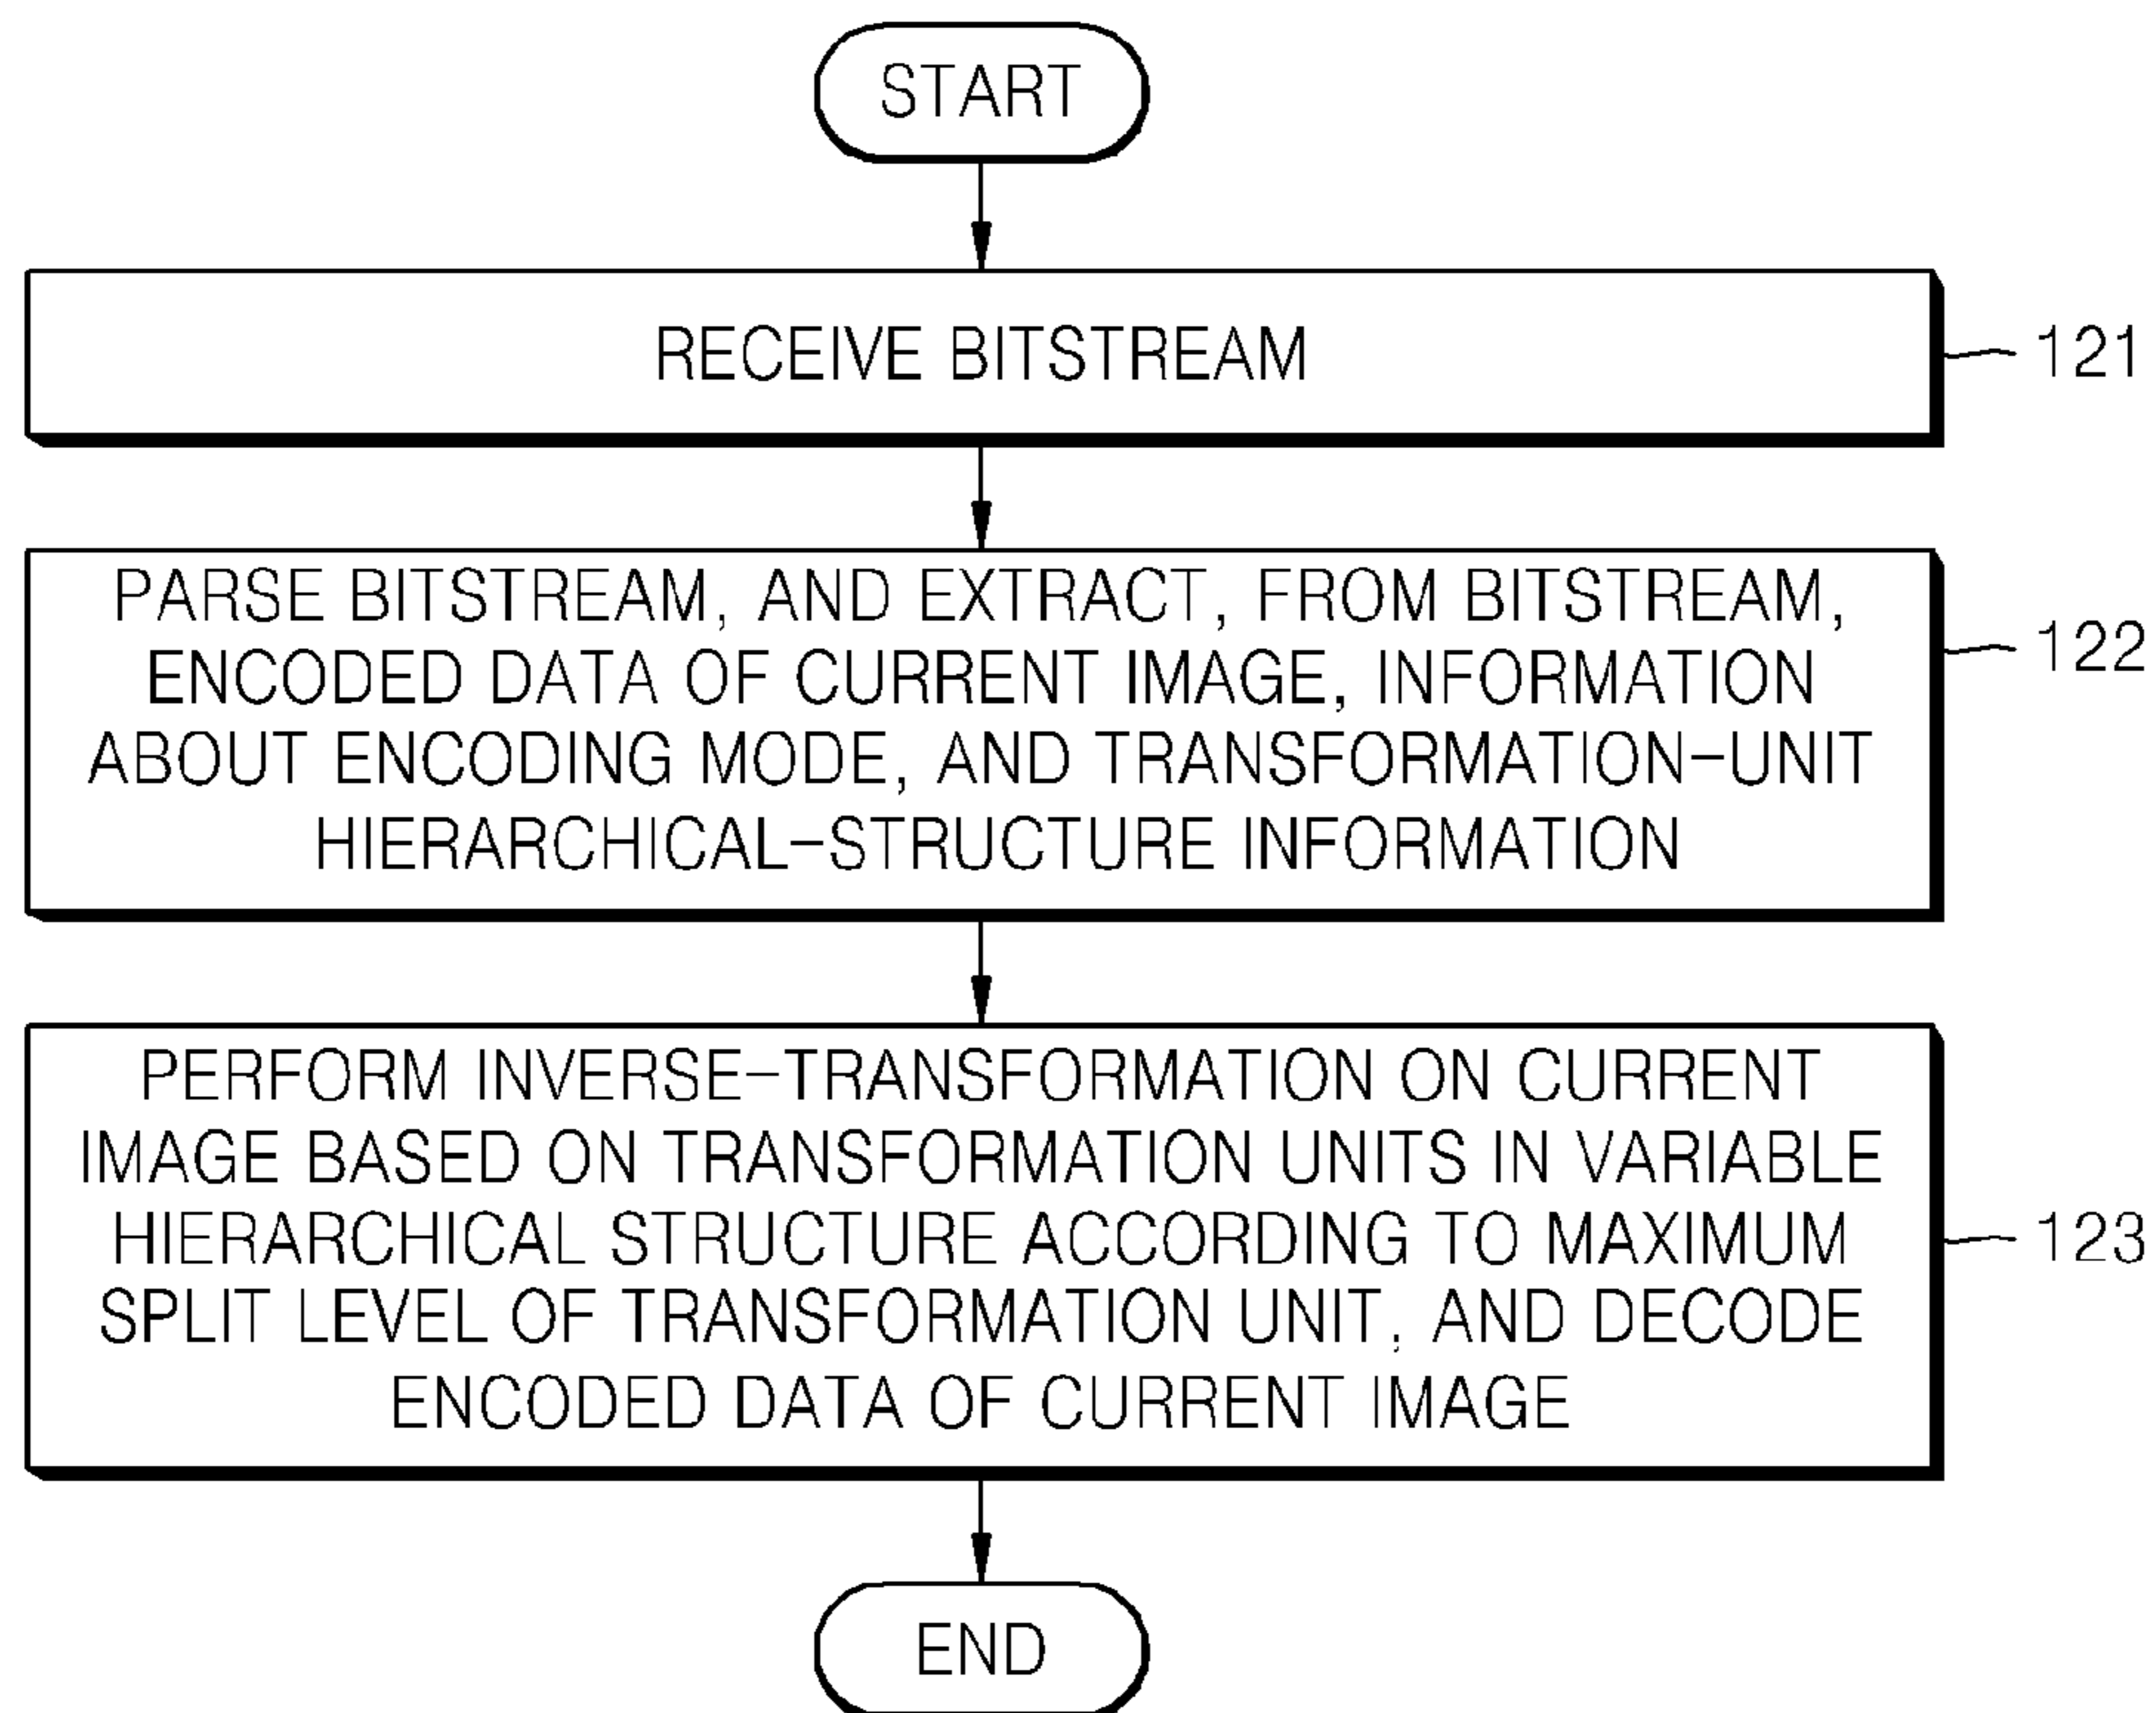 START
RECEIVE BITSTREAM
121
PARSE BITSTREAM, AND EXTRACT, FROM BITSTREAM,
ENCODED DATA OF CURRENT IMAGE, INFORMATION
ABOUT ENCODING MODE, AND TRANSFORMATION-UNIT
HIERARCHICAL-STRUCTURE INFORMATION
122
PERFORM INVERSE-TRANSFORMATION ON CURRENT
IMAGE BASED ON TRANSFORMATION UNITS IN VARIABLE
HIERARCHICAL STRUCTURE ACCORDING TO MAXIMUM
SPLIT LEVEL OF TRANSFORMATION UNIT, AND DECODE
ENCODED DATA OF CURRENT IMAGE
123
END